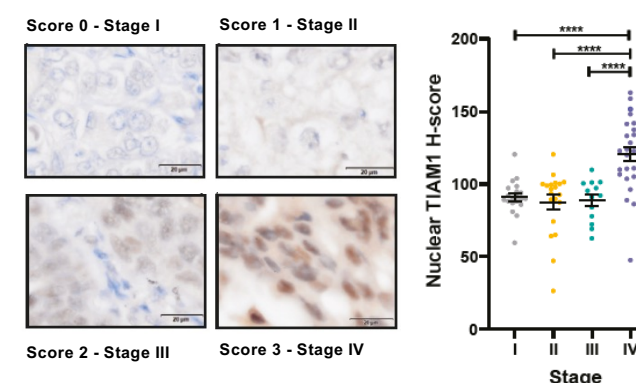 Score 0 - Stage I
Score 1 - Stage II
20 µm
20 µm
20 µm
Score 2 - Stage III
Score 3 - Stage IV
****
****
****
200
150
100
50
0
Nuclear TIAM1 H-score
I
II
III
IV
Stage